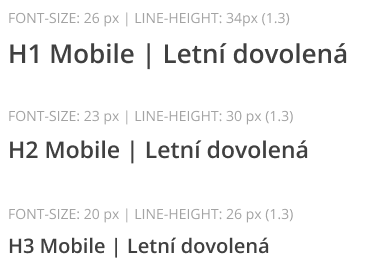 FONT-SIZE: 26 px | LINE-HEIGHT: 34px (1.3)
H1 Mobile | Letní dovolená
FONT-SIZE: 23 px | LINE-HEIGHT: 30 px (1.3)
H2 Mobile | Letní dovolená
FONT-SIZE: 20 px | LINE-HEIGHT: 26 px (1.3)
H3 Mobile | Letní dovolená